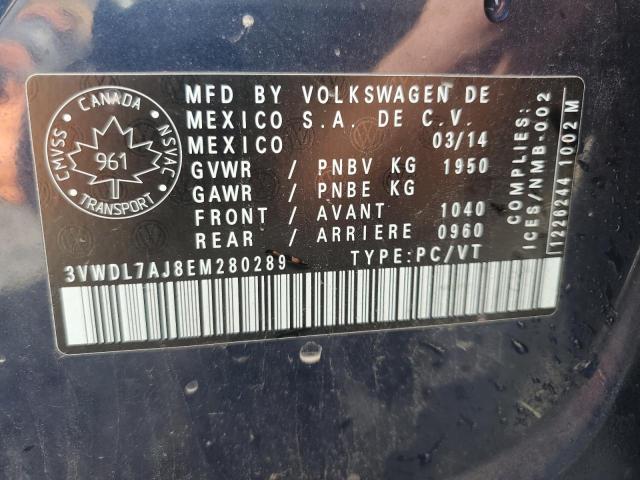 CANADA
CMVSS
NSVAC
961
TRANSPORT
MFD BY VOLKSWAGEN DE
MEXICO S.A. DE C.V.
MEXICO 03/14
GVWR / PNBV KG 1950
GAWR / PNBE KG
FRONT / AVANT 1040
REAR / ARRIERE 0960
3VWDL7AJ8EM280289 TYPE:PC/VT
COMPLIES:
ICES/NMB-002
1226244 1002 M